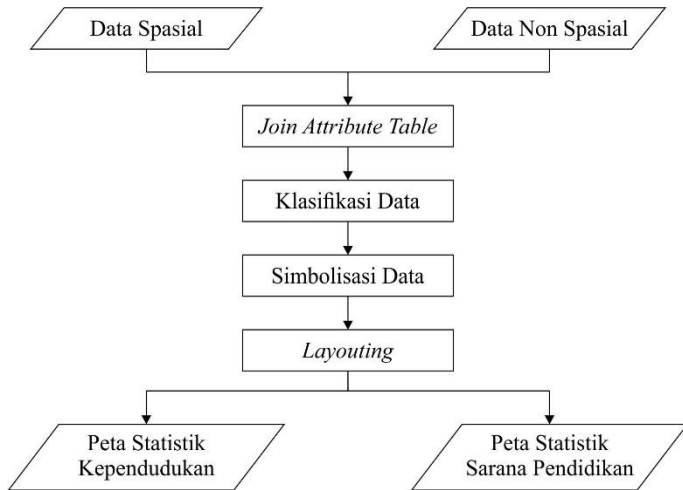 Data Spasial
Data Non Spasial
Join Attribute Table
Klasifikasi Data
Simbolisasi Data
Layouting
Peta Statistik
Kependudukan
Peta Statistik
Sarana Pendidikan